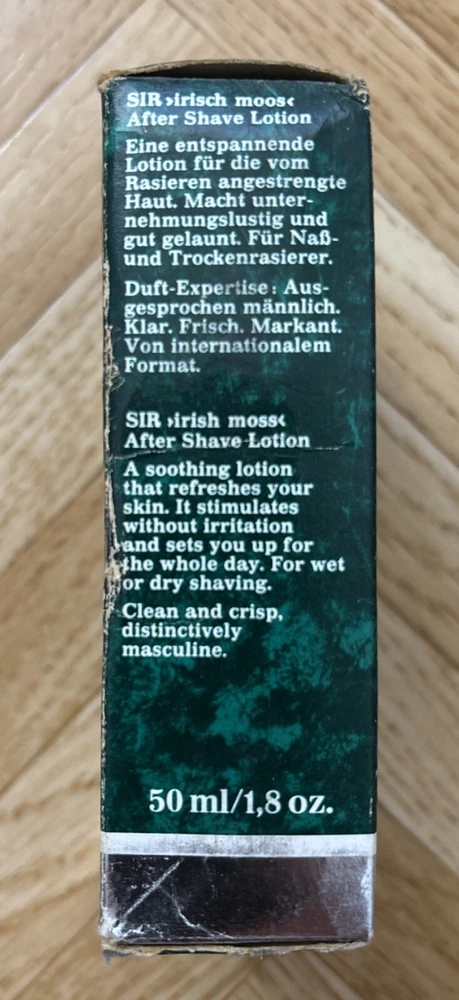 SIR ›irisch moos‹
After Shave Lotion
Eine entspannende
Lotion für die vom
Rasieren angestrengte
Haut. Macht unter-
nehmungslustig und
gut gelaunt. Für Naß-
und Trockenrasierer.
Duft-Expertise: Aus-
gesprochen männlich.
Klar. Frisch. Markant.
Von internationalem
Format.
SIR ›irish moss‹
After Shave Lotion
A soothing lotion
that refreshes your
skin. It stimulates
without irritation
and sets you up for
the whole day. For wet
or dry shaving.
Clean and crisp,
distinctively
masculine.
50 ml/1,8 oz.